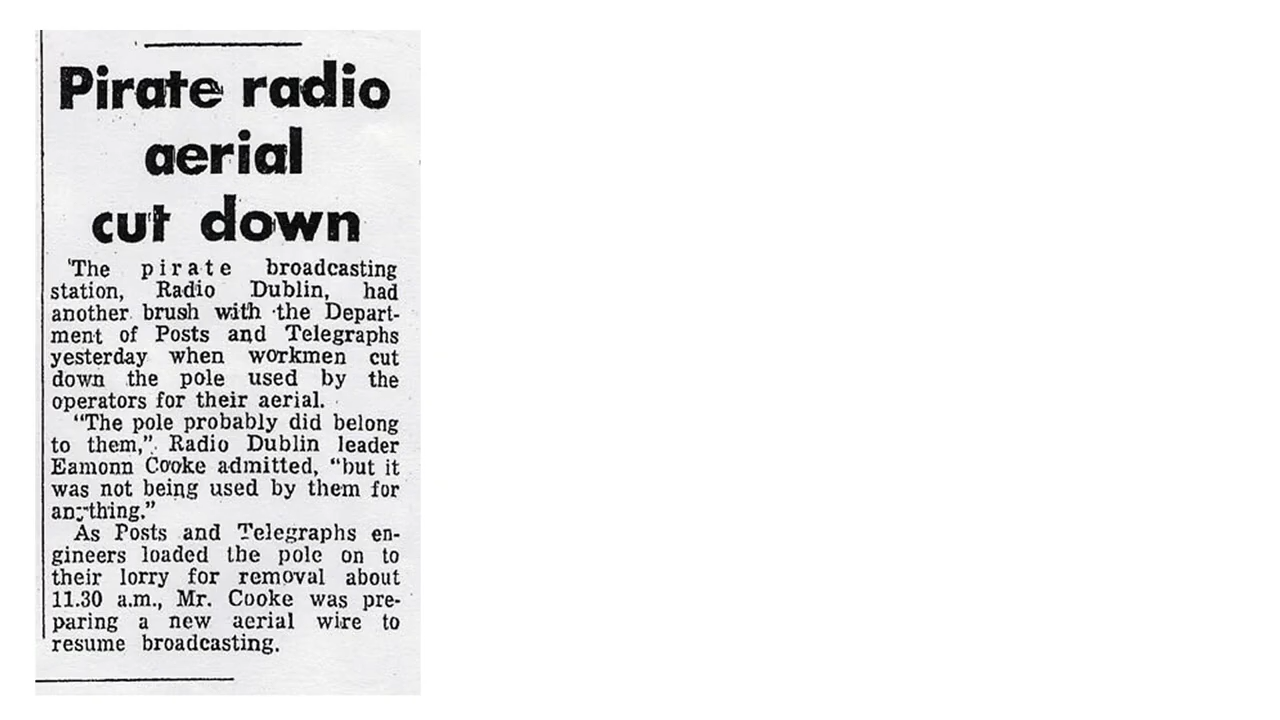 Pirate radio
aerial
cut down
The pirate broadcasting
station, Radio Dublin, had
another brush with the Depart-
ment of Posts and Telegraphs
yesterday when workmen cut
down the pole used by the
operators for their aerial.
"The pole probably did belong
to them," Radio Dublin leader
Eamonn Cooke admitted, "but it
was not being used by them for
anything."
As Posts and Telegraphs en-
gineers loaded the pole on to
their lorry for removal about
11.30 a.m., Mr. Cooke was pre-
paring a new aerial wire to
resume broadcasting.